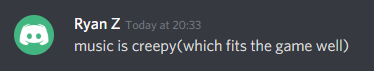 Ryan Z Today at 20:33
music is creepy(which fits the game well)